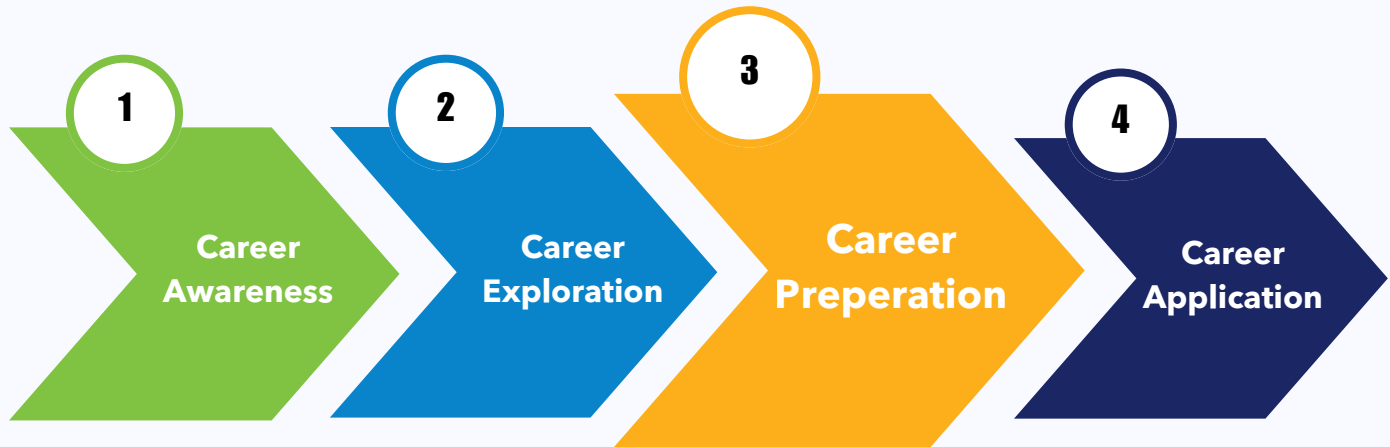 1
Career
Awareness
2
Career
Exploration
3
Career
Preperation
4
Career
Application